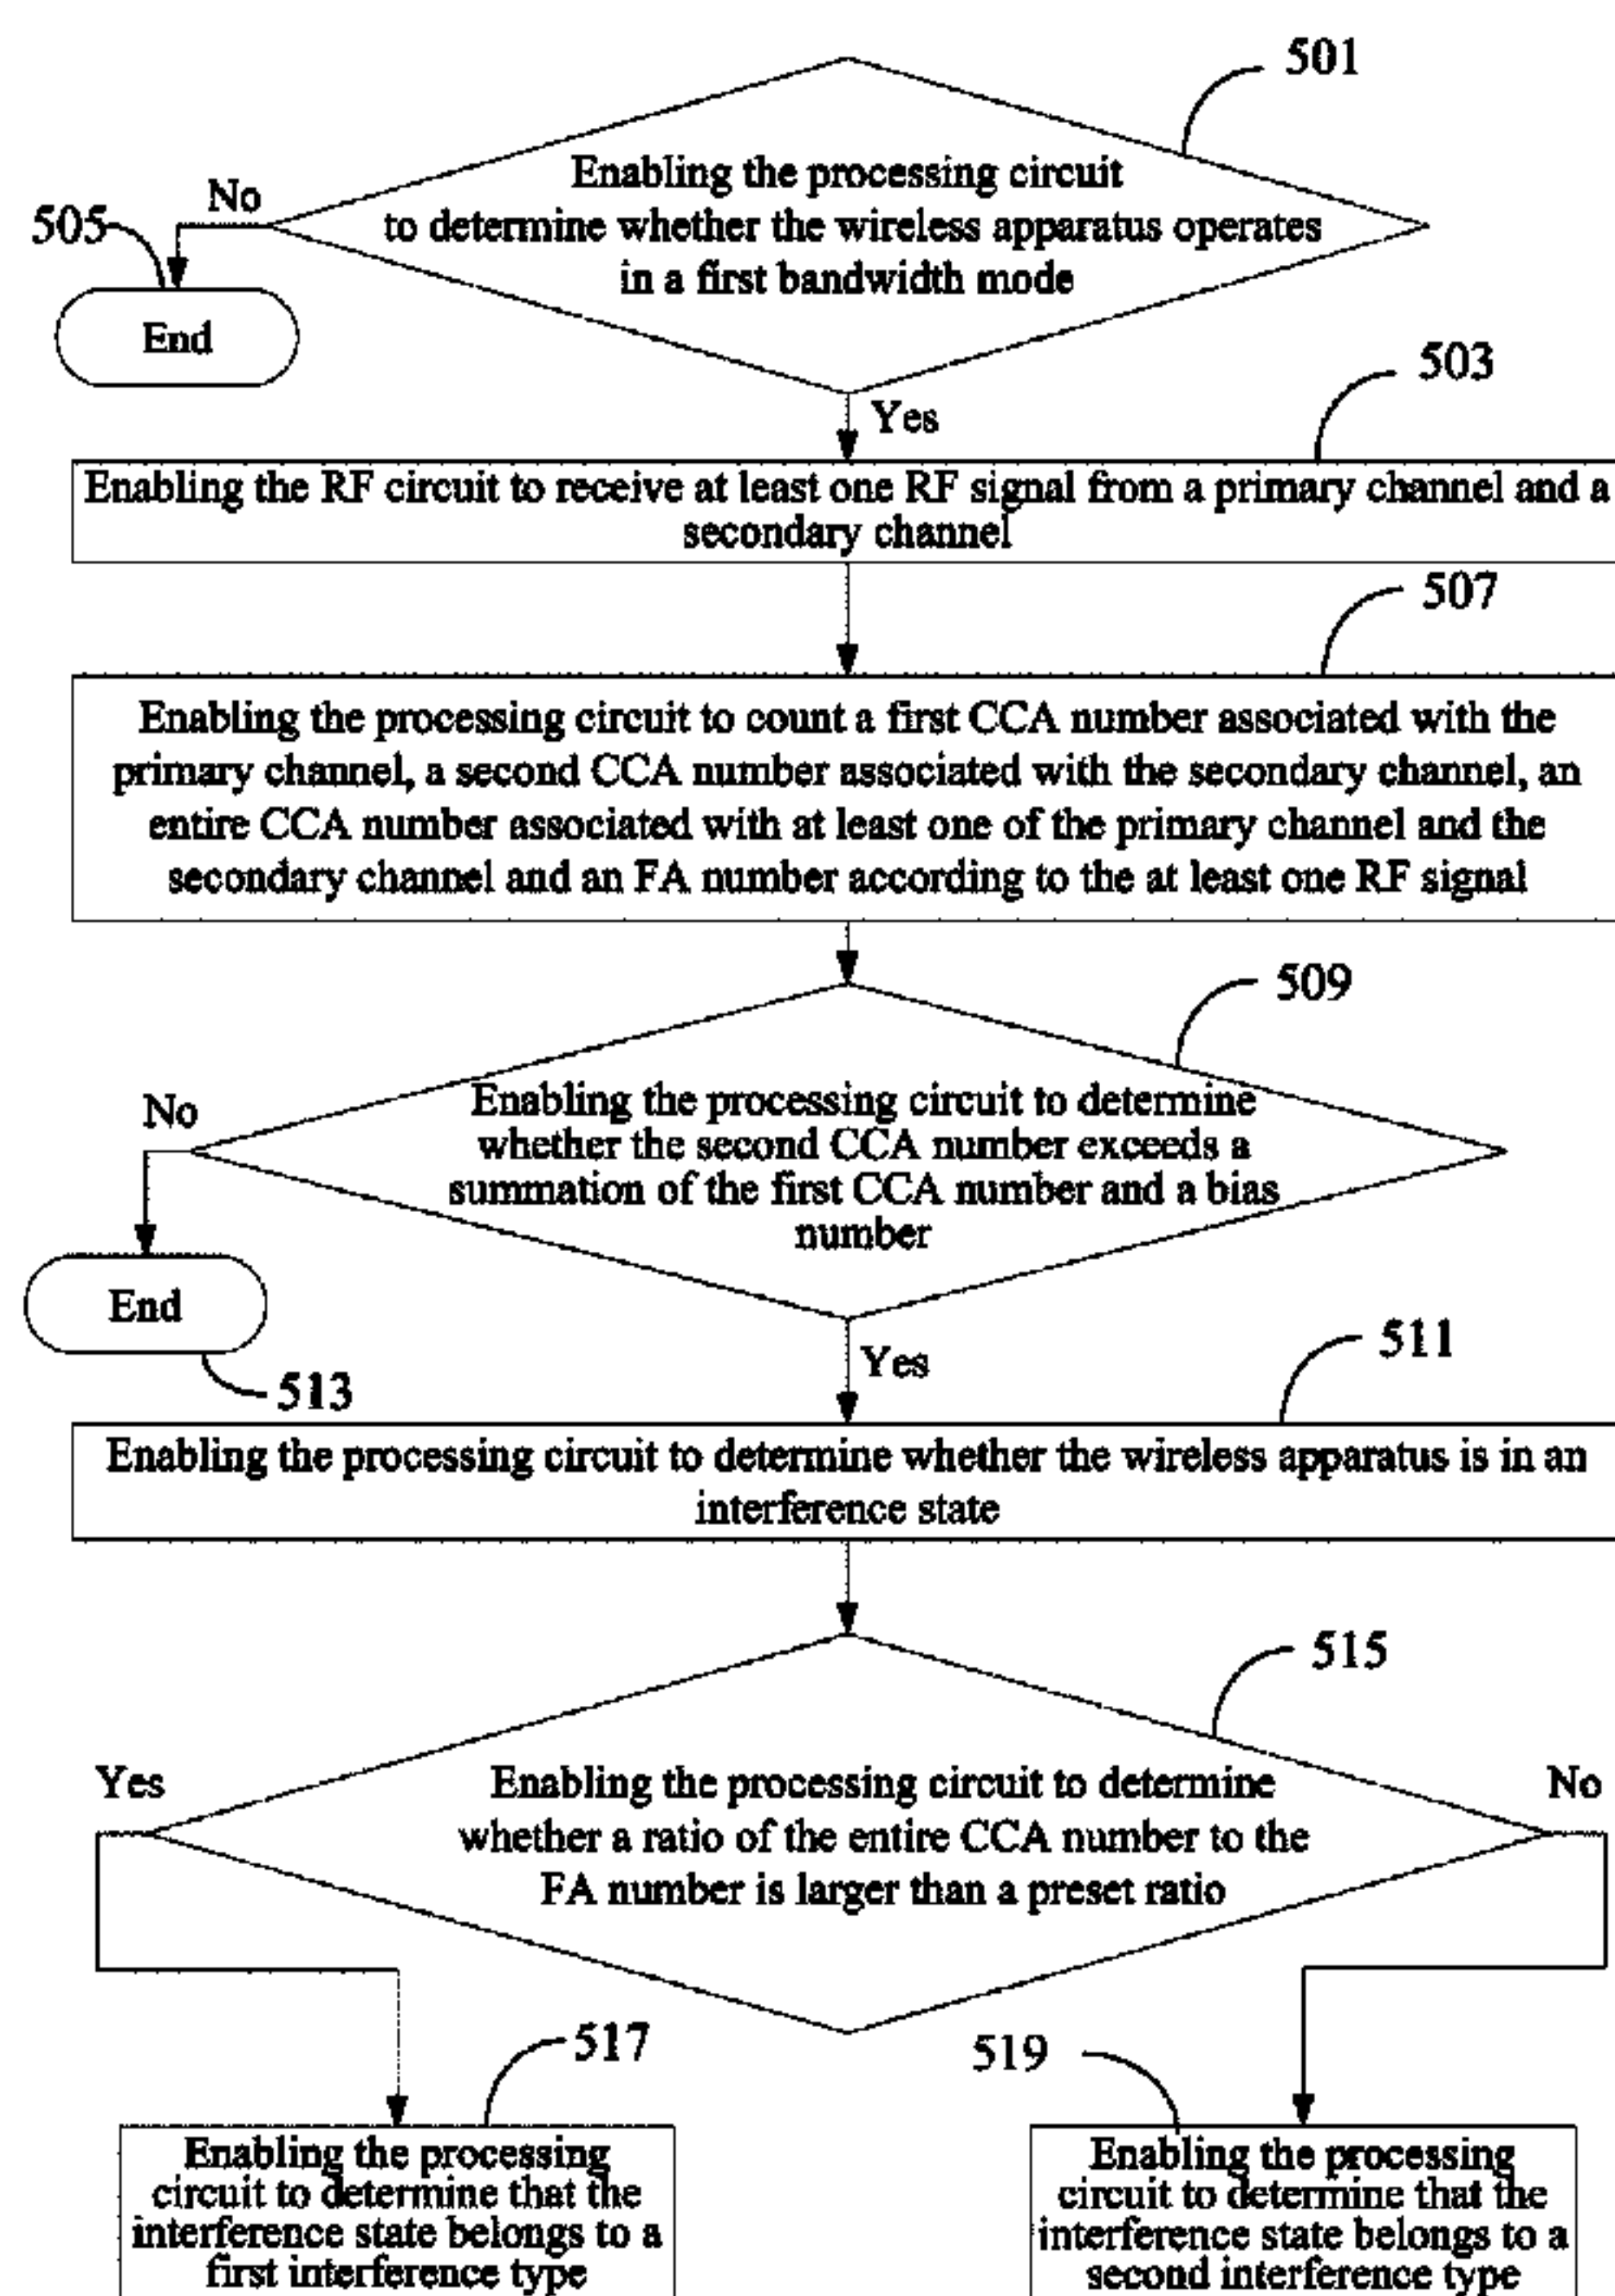 501
Enabling the processing circuit
to determine whether the wireless apparatus operates
in a first bandwidth mode
No
505
End
Yes
503
Enabling the RF circuit to receive at least one RF signal from a primary channel and a
secondary channel
507
Enabling the processing circuit to count a first CCA number associated with the
primary channel, a second CCA number associated with the secondary channel, an
entire CCA number associated with at least one of the primary channel and the
secondary channel and an FA number according to the at least one RF signal
509
Enabling the processing circuit to determine
whether the second CCA number exceeds a
summation of the first CCA number and a bias
number
No
End
513
Yes
511
Enabling the processing circuit to determine whether the wireless apparatus is in an
interference state
515
Enabling the processing circuit to determine
whether a ratio of the entire CCA number to the
FA number is larger than a preset ratio
Yes
No
517
Enabling the processing
circuit to determine that the
interference state belongs to a
first interference type
519
Enabling the processing
circuit to determine that the
interference state belongs to a
second interference type